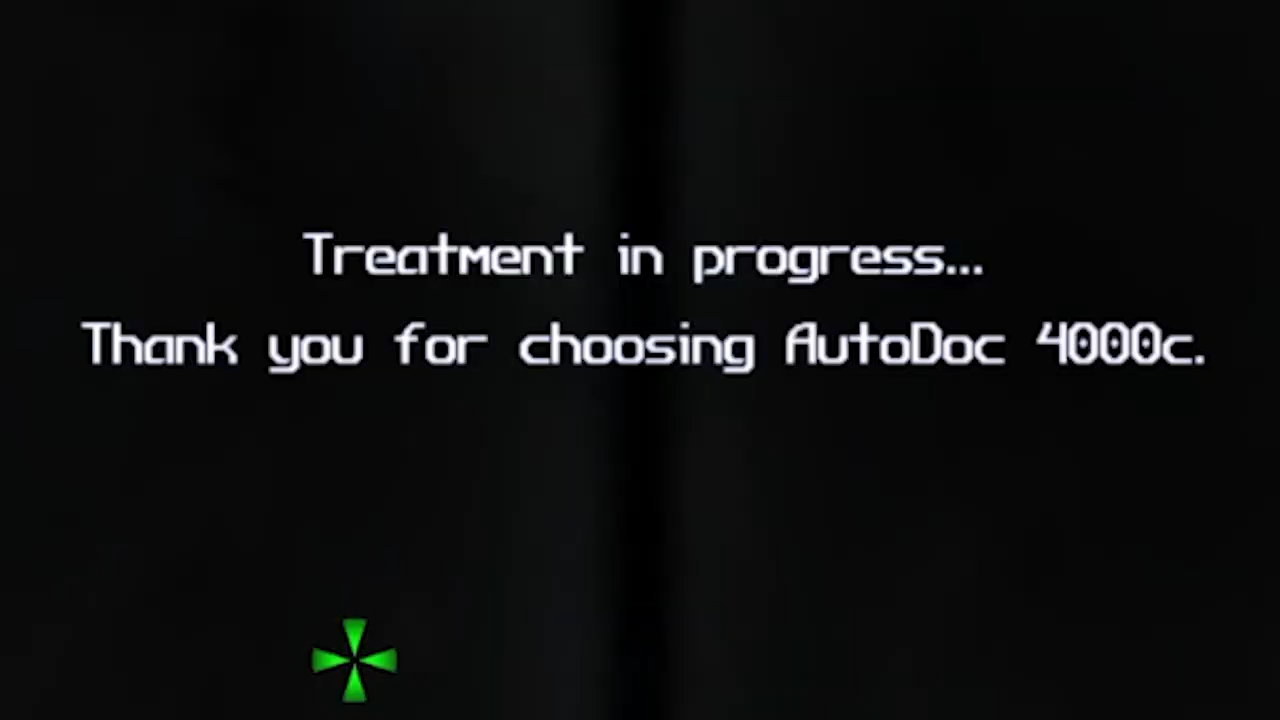 Treatment in progress...
Thank you for choosing AutoDoc 4000c.